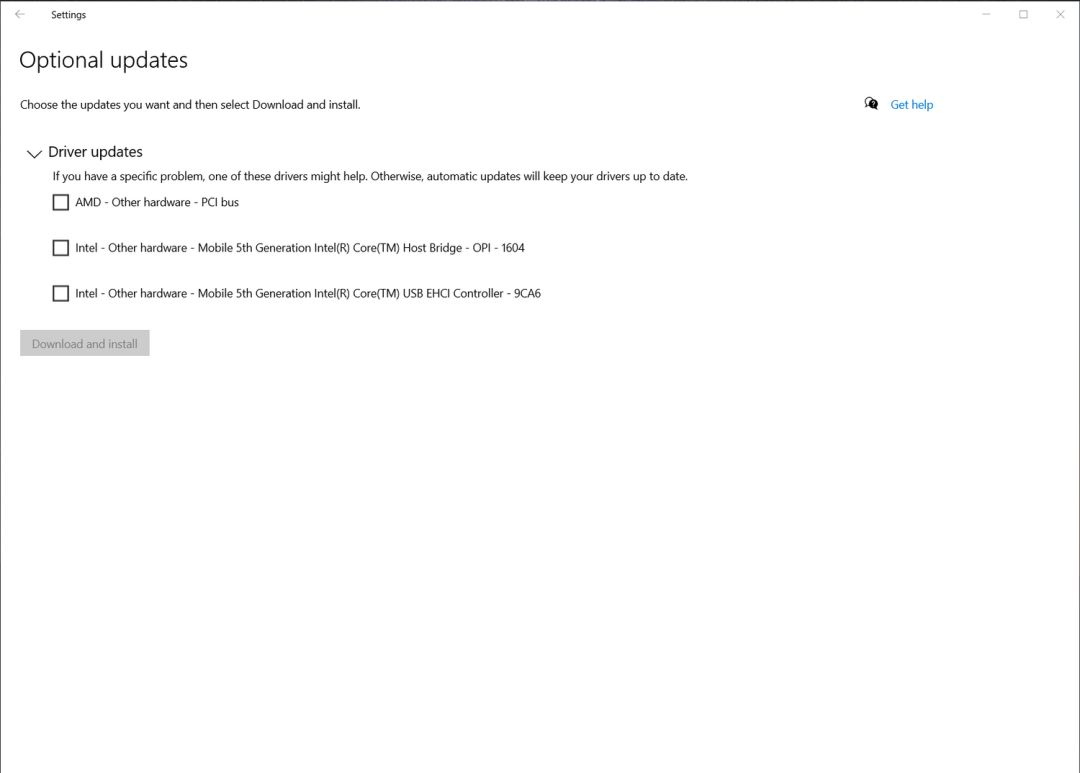 Settings
Optional updates
Choose the updates you want and then select Download and install.
Get help
Driver updates
If you have a specific problem, one of these drivers might help. Otherwise, automatic updates will keep your drivers up to date.
AMD - Other hardware - PCI bus
Intel - Other hardware - Mobile 5th Generation Intel(R) Core(TM) Host Bridge - OPI - 1604
Intel - Other hardware - Mobile 5th Generation Intel(R) Core(TM) USB EHCI Controller - 9CA6
Download and install